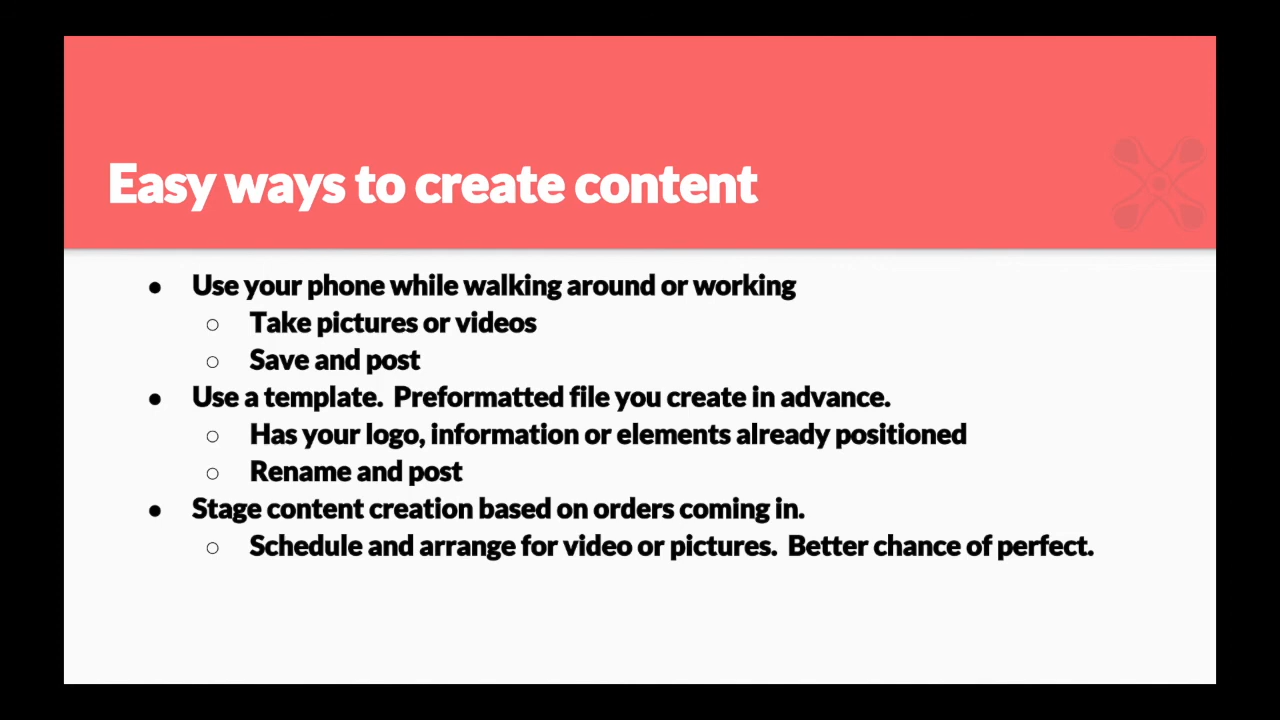 Easy ways to create content
● Use your phone while walking around or working
○ Take pictures or videos
○ Save and post
● Use a template.  Preformatted file you create in advance.
○ Has your logo, information or elements already positioned
○ Rename and post
● Stage content creation based on orders coming in.
○ Schedule and arrange for video or pictures.  Better chance of perfect.